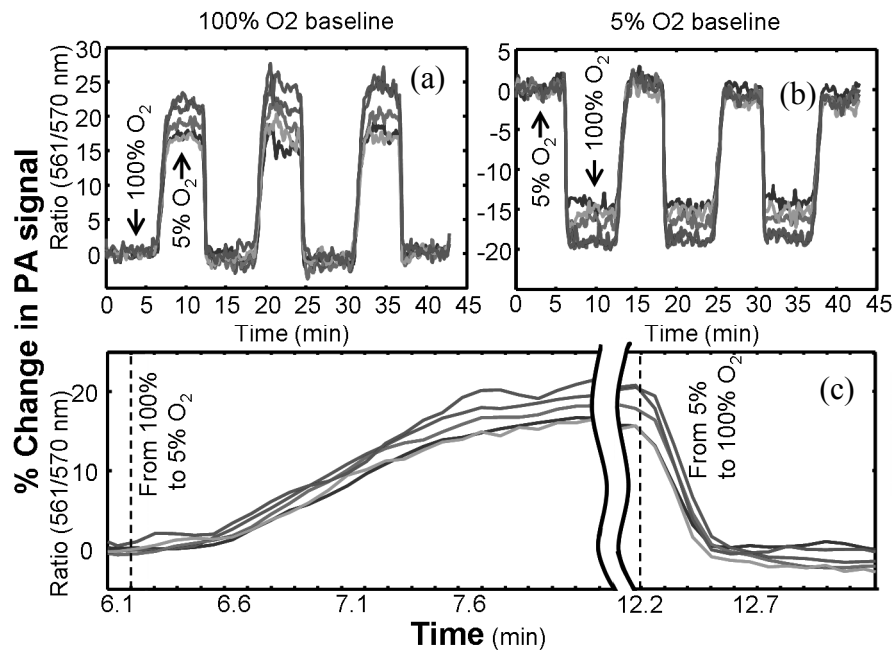 100% O2 baseline
5% O2 baseline
% Change in PA signal
Ratio (561/570 nm)
30
25
20
15
10
5
0
(a)
100% O₂
5% O₂
0 5 10 15 20 25 30 35 40 45
Time (min)
0
-5
-10
-15
-20
(b)
5% O₂
100% O₂
0 5 10 15 20 25 30 35 40 45
Time (min)
Ratio (561/570 nm)
20
10
0
(c)
From 100%
to 5% O₂
From 5%
to 100% O₂
6.1 6.6 7.1 7.6 12.2 12.7
Time (min)